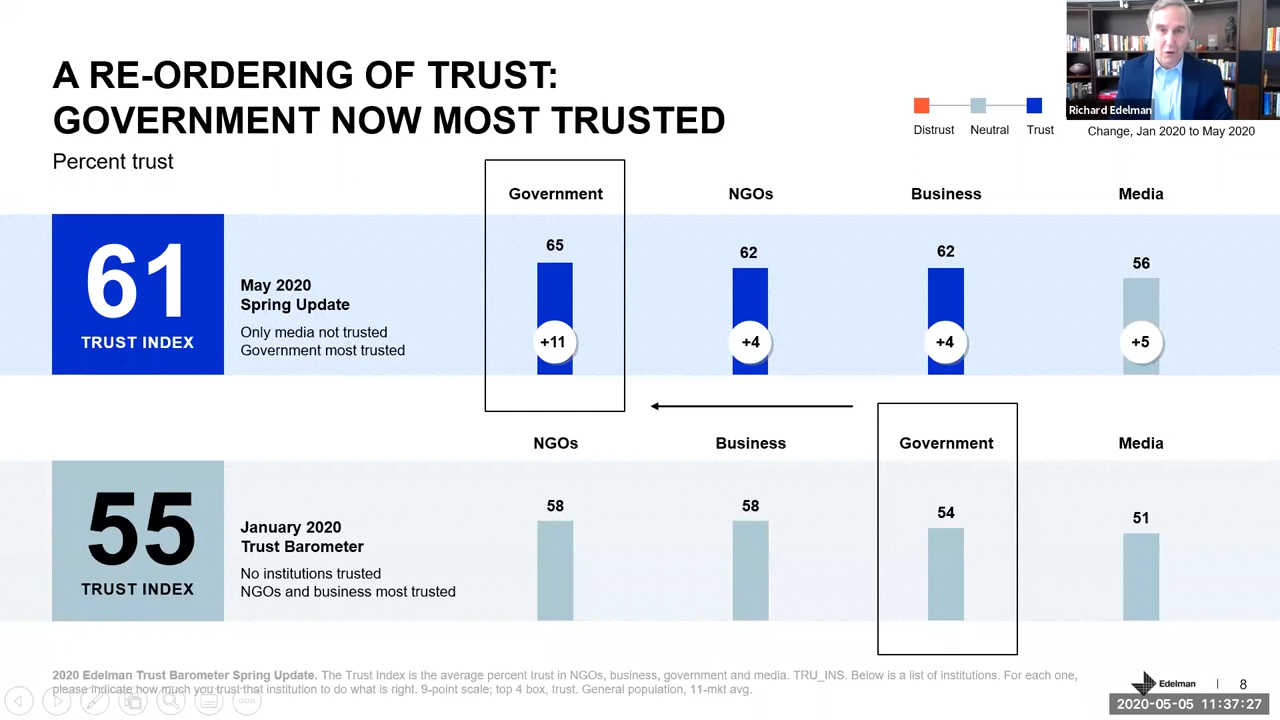 A RE-ORDERING OF TRUST:
GOVERNMENT NOW MOST TRUSTED
Percent trust
Distrust Neutral Trust
Richard Edelman
Change, Jan 2020 to May 2020
Government NGOs Business Media
61
TRUST INDEX
May 2020
Spring Update
Only media not trusted
Government most trusted
65 62 62 56
+11 +4 +4 +5
NGOs Business Government Media
55
TRUST INDEX
January 2020
Trust Barometer
No institutions trusted
NGOs and business most trusted
58 58 54 51
2020 Edelman Trust Barometer Spring Update. The Trust Index is the average percent trust in NGOs, business, government and media. TRU_INS. Below is a list of institutions. For each one,
please indicate how much you trust that institution to do what is right. 9-point scale; top 4 box, trust. General population, 11-mkt avg.
Edelman | 8
2020-05-05 11:37:27